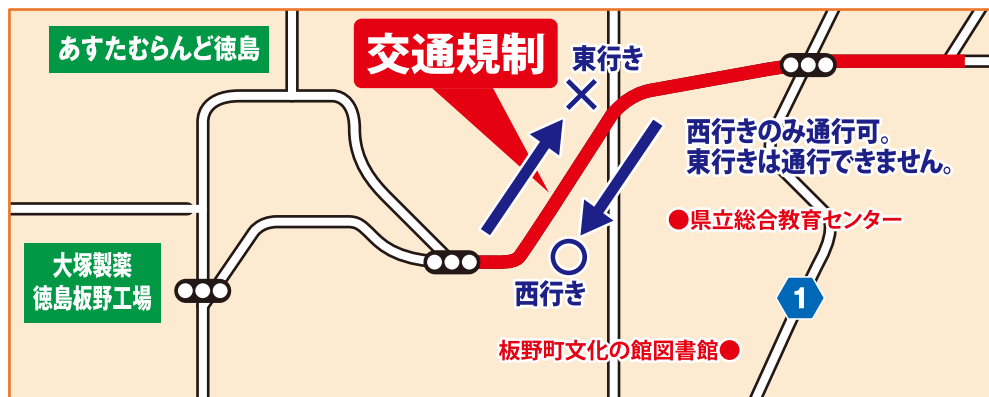 あすたむらんど徳島
交通規制
東行き
西行きのみ通行可。
東行きは通行できません。
県立総合教育センター
大塚製薬
徳島板野工場
西行き
1
板野町文化の館図書館